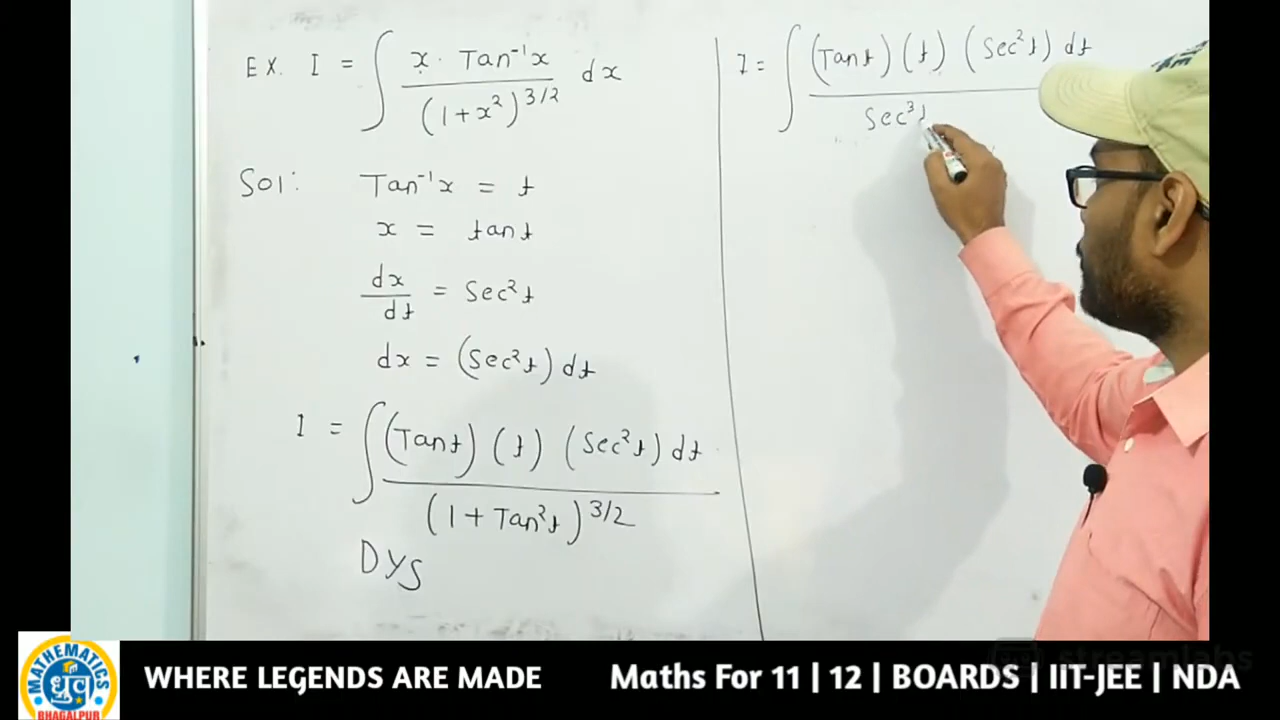 EX. I = ∫ x · Tan⁻¹x / (1+x²)^3/2 dx
Sol: Tan⁻¹x = t
x = tant
dx/dt = Sec²t
dx = (Sec²t) dt
I = ∫ (Tant) (t) (Sec²t) dt / (1+Tan²t)^3/2
DYS
I = ∫ (Tant) (t) (Sec²t) dt / Sec³t
MATHEMATICS
ध्रुव
BHAGALPUR
WHERE LEGENDS ARE MADE
Maths For 11 | 12 | BOARDS | IIT-JEE | NDA
streamlabs